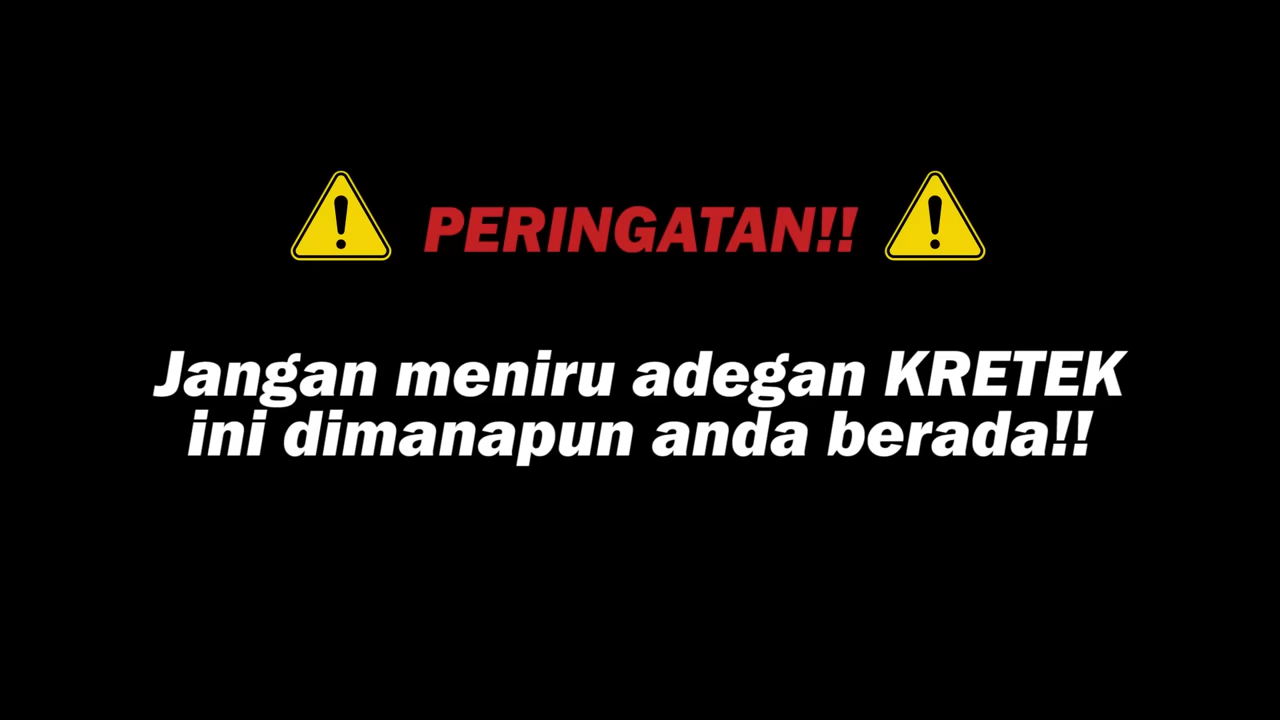 PERINGATAN!!
Jangan meniru adegan KRETEK
ini dimanapun anda berada!!